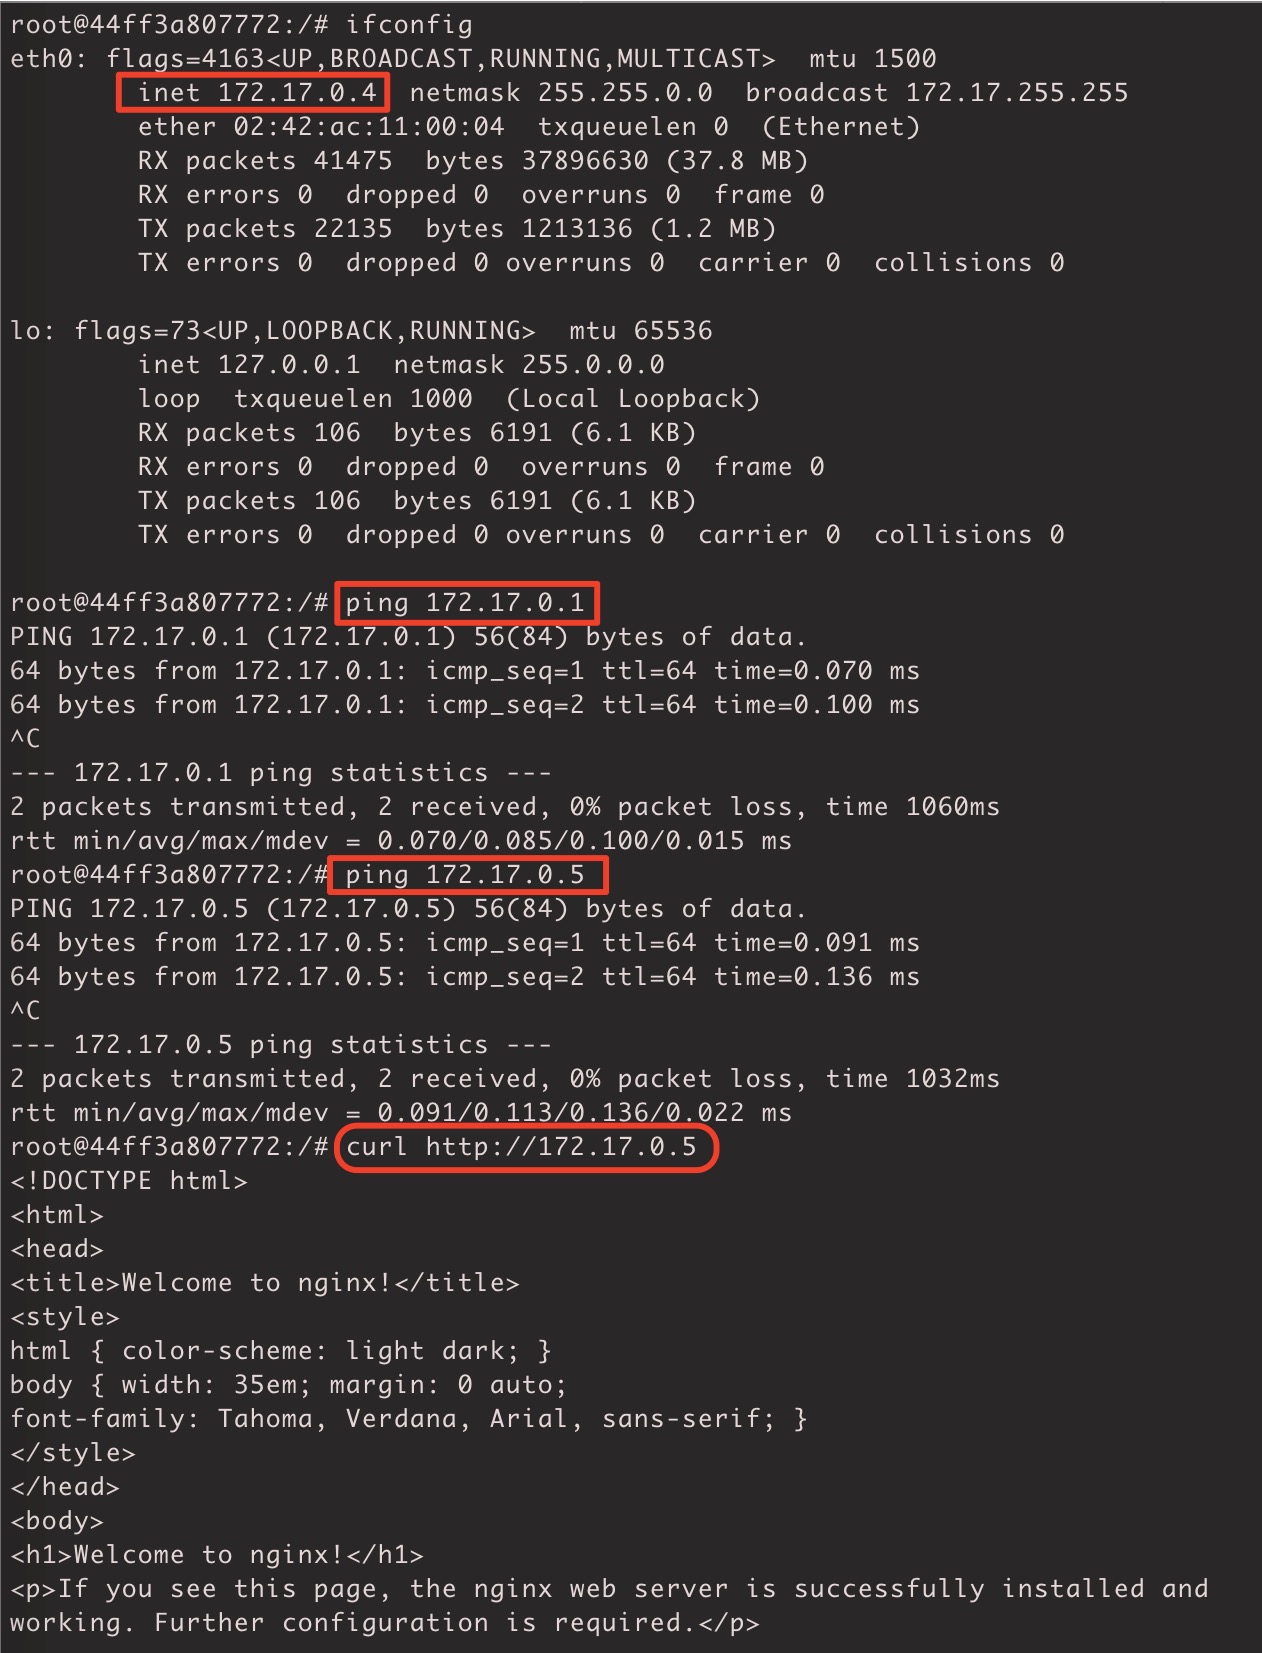 root@44ff3a807772:/# ifconfig
eth0: flags=4163<UP,BROADCAST,RUNNING,MULTICAST>  mtu 1500
        inet 172.17.0.4  netmask 255.255.0.0  broadcast 172.17.255.255
        ether 02:42:ac:11:00:04  txqueuelen 0  (Ethernet)
        RX packets 41475  bytes 37896630 (37.8 MB)
        RX errors 0  dropped 0  overruns 0  frame 0
        TX packets 22135  bytes 1213136 (1.2 MB)
        TX errors 0  dropped 0 overruns 0  carrier 0  collisions 0

lo: flags=73<UP,LOOPBACK,RUNNING>  mtu 65536
        inet 127.0.0.1  netmask 255.0.0.0
        loop  txqueuelen 1000  (Local Loopback)
        RX packets 106  bytes 6191 (6.1 KB)
        RX errors 0  dropped 0  overruns 0  frame 0
        TX packets 106  bytes 6191 (6.1 KB)
        TX errors 0  dropped 0 overruns 0  carrier 0  collisions 0

root@44ff3a807772:/# ping 172.17.0.1
PING 172.17.0.1 (172.17.0.1) 56(84) bytes of data.
64 bytes from 172.17.0.1: icmp_seq=1 ttl=64 time=0.070 ms
64 bytes from 172.17.0.1: icmp_seq=2 ttl=64 time=0.100 ms
^C
--- 172.17.0.1 ping statistics ---
2 packets transmitted, 2 received, 0% packet loss, time 1060ms
rtt min/avg/max/mdev = 0.070/0.085/0.100/0.015 ms
root@44ff3a807772:/# ping 172.17.0.5
PING 172.17.0.5 (172.17.0.5) 56(84) bytes of data.
64 bytes from 172.17.0.5: icmp_seq=1 ttl=64 time=0.091 ms
64 bytes from 172.17.0.5: icmp_seq=2 ttl=64 time=0.136 ms
^C
--- 172.17.0.5 ping statistics ---
2 packets transmitted, 2 received, 0% packet loss, time 1032ms
rtt min/avg/max/mdev = 0.091/0.113/0.136/0.022 ms
root@44ff3a807772:/# curl http://172.17.0.5
<!DOCTYPE html>
<html>
<head>
<title>Welcome to nginx!</title>
<style>
html { color-scheme: light dark; }
body { width: 35em; margin: 0 auto;
font-family: Tahoma, Verdana, Arial, sans-serif; }
</style>
</head>
<body>
<h1>Welcome to nginx!</h1>
<p>If you see this page, the nginx web server is successfully installed and
working. Further configuration is required.</p>